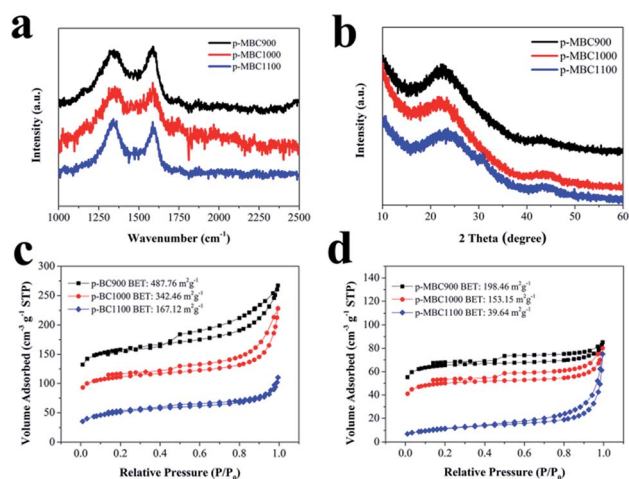 a
p-MBC900
p-MBC1000
p-MBC1100
Intensity (a.u.)
1000 1250 1500 1750 2000 2250 2500
Wavenumber (cm⁻¹)
b
p-MBC900
p-MBC1000
p-MBC1100
Intensity (a.u.)
10 20 30 40 50 60
2 Theta (degree)
c
p-BC900 BET: 487.76 m²g⁻¹
p-BC1000 BET: 342.46 m²g⁻¹
p-BC1100 BET: 167.12 m²g⁻¹
Volume Adsorbed (cm⁻³ g⁻¹ STP)
300
250
200
150
100
50
0
0.0 0.2 0.4 0.6 0.8 1.0
Relative Pressure (P/P₀)
d
p-MBC900 BET: 198.46 m²g⁻¹
p-MBC1000 BET: 153.15 m²g⁻¹
p-MBC1100 BET: 39.64 m²g⁻¹
Volume Adsorbed (cm⁻³ g⁻¹ STP)
140
120
100
80
60
40
20
0
0.0 0.2 0.4 0.6 0.8 1.0
Relative Pressure (P/P₀)